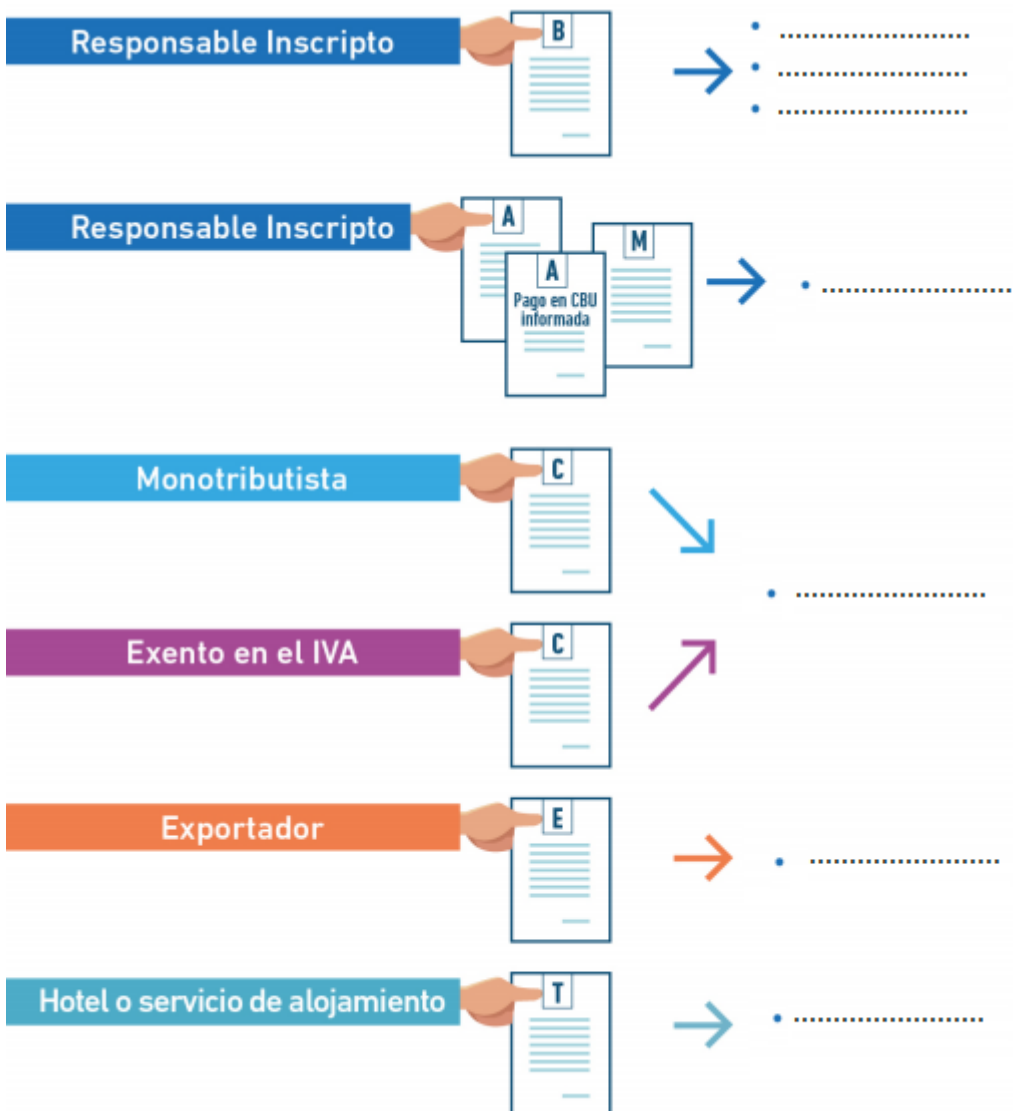 Responsable Inscripto
B
• ........................
• ........................
• ........................
Responsable Inscripto
A
M
A
Pago en CBU
informada
• ........................
Monotributista
C
• ........................
Exento en el IVA
C
Exportador
E
• ........................
Hotel o servicio de alojamiento
T
• ........................